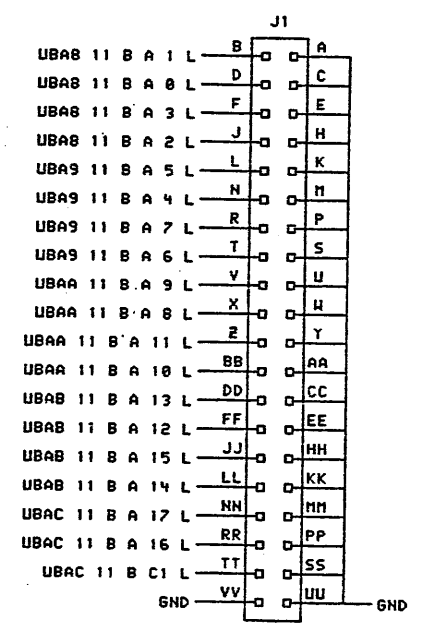 J1
UBA8 11 B A 1 L B A
UBA8 11 B A 0 L D C
UBA8 11 B A 3 L F E
UBA8 11 B A 2 L J H
UBA9 11 B A 5 L L K
UBA9 11 B A 4 L N M
UBA9 11 B A 7 L R P
UBA9 11 B A 6 L T S
UBAA 11 B A 9 L V U
UBAA 11 B A 8 L X W
UBAA 11 B A 11 L Z Y
UBAA 11 B A 10 L BB AA
UBAB 11 B A 13 L DD CC
UBAB 11 B A 12 L FF EE
UBAB 11 B A 15 L JJ HH
UBAB 11 B A 14 L LL KK
UBAC 11 B A 17 L NN MM
UBAC 11 B A 16 L RR PP
UBAC 11 B C1 L TT SS
GND VV UU GND